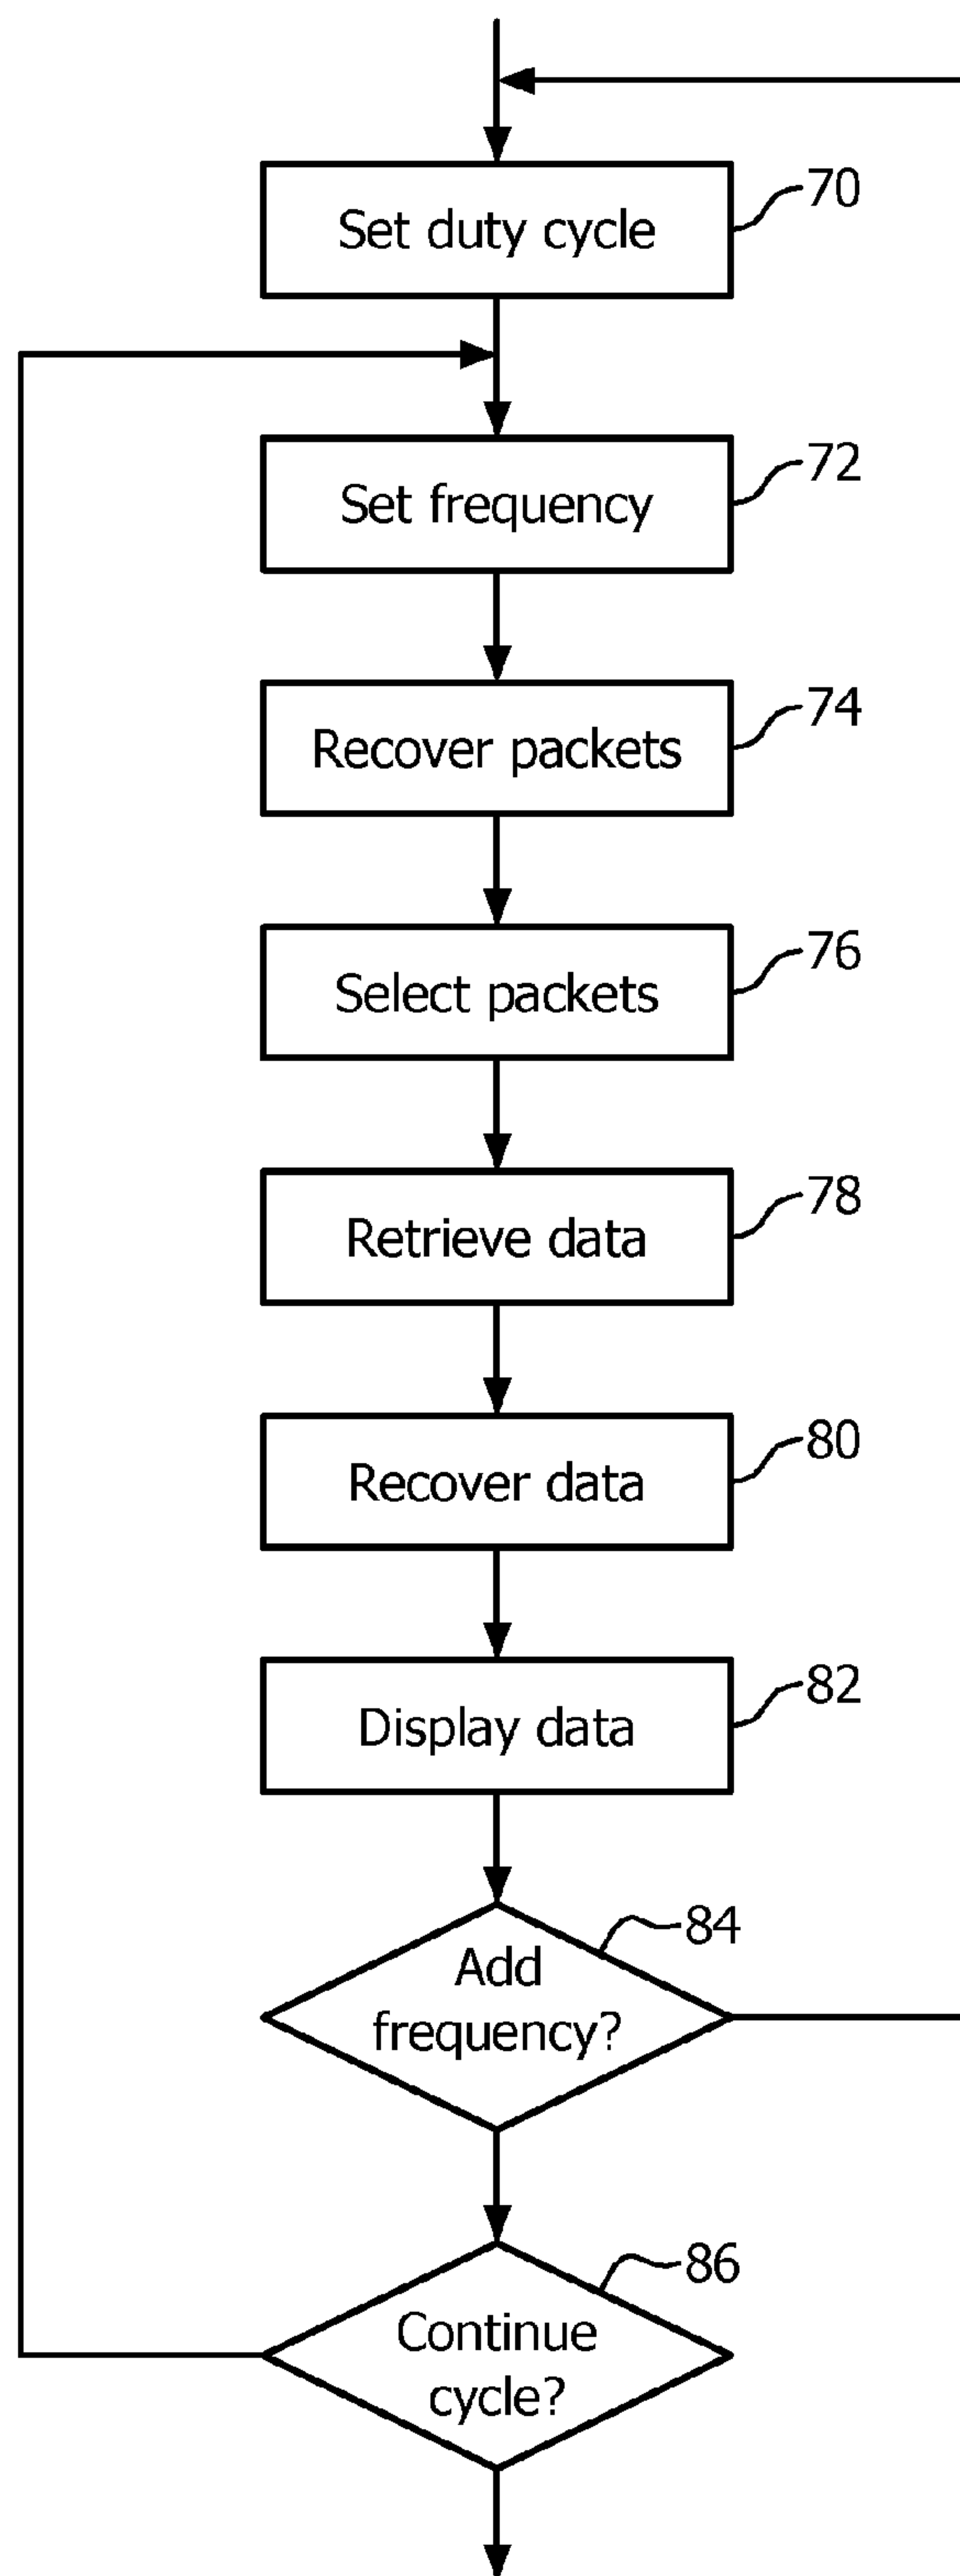 70
Set duty cycle
72
Set frequency
74
Recover packets
76
Select packets
78
Retrieve data
80
Recover data
82
Display data
84
Add
frequency?
86
Continue
cycle?